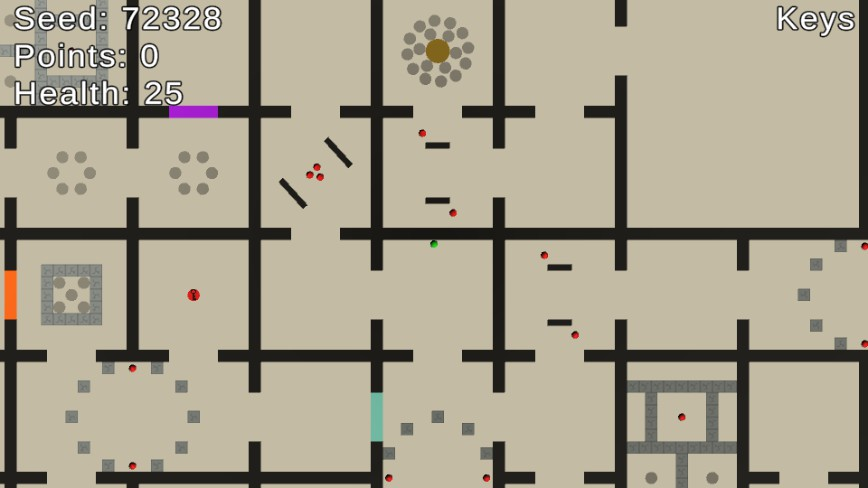 Seed: 72328
Keys
Points: 0
Health: 25